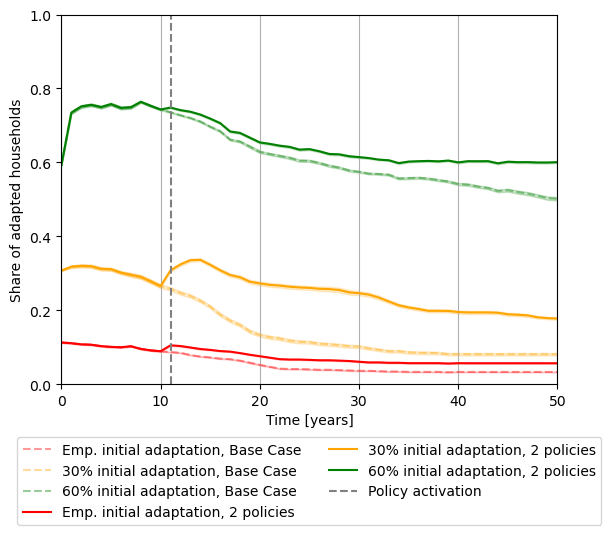 1.0
0.8
0.6
0.4
0.2
0.0
Share of adapted households
0 10 20 30 40 50
Time [years]
Emp. initial adaptation, Base Case
30% initial adaptation, Base Case
60% initial adaptation, Base Case
Emp. initial adaptation, 2 policies
30% initial adaptation, 2 policies
60% initial adaptation, 2 policies
Policy activation